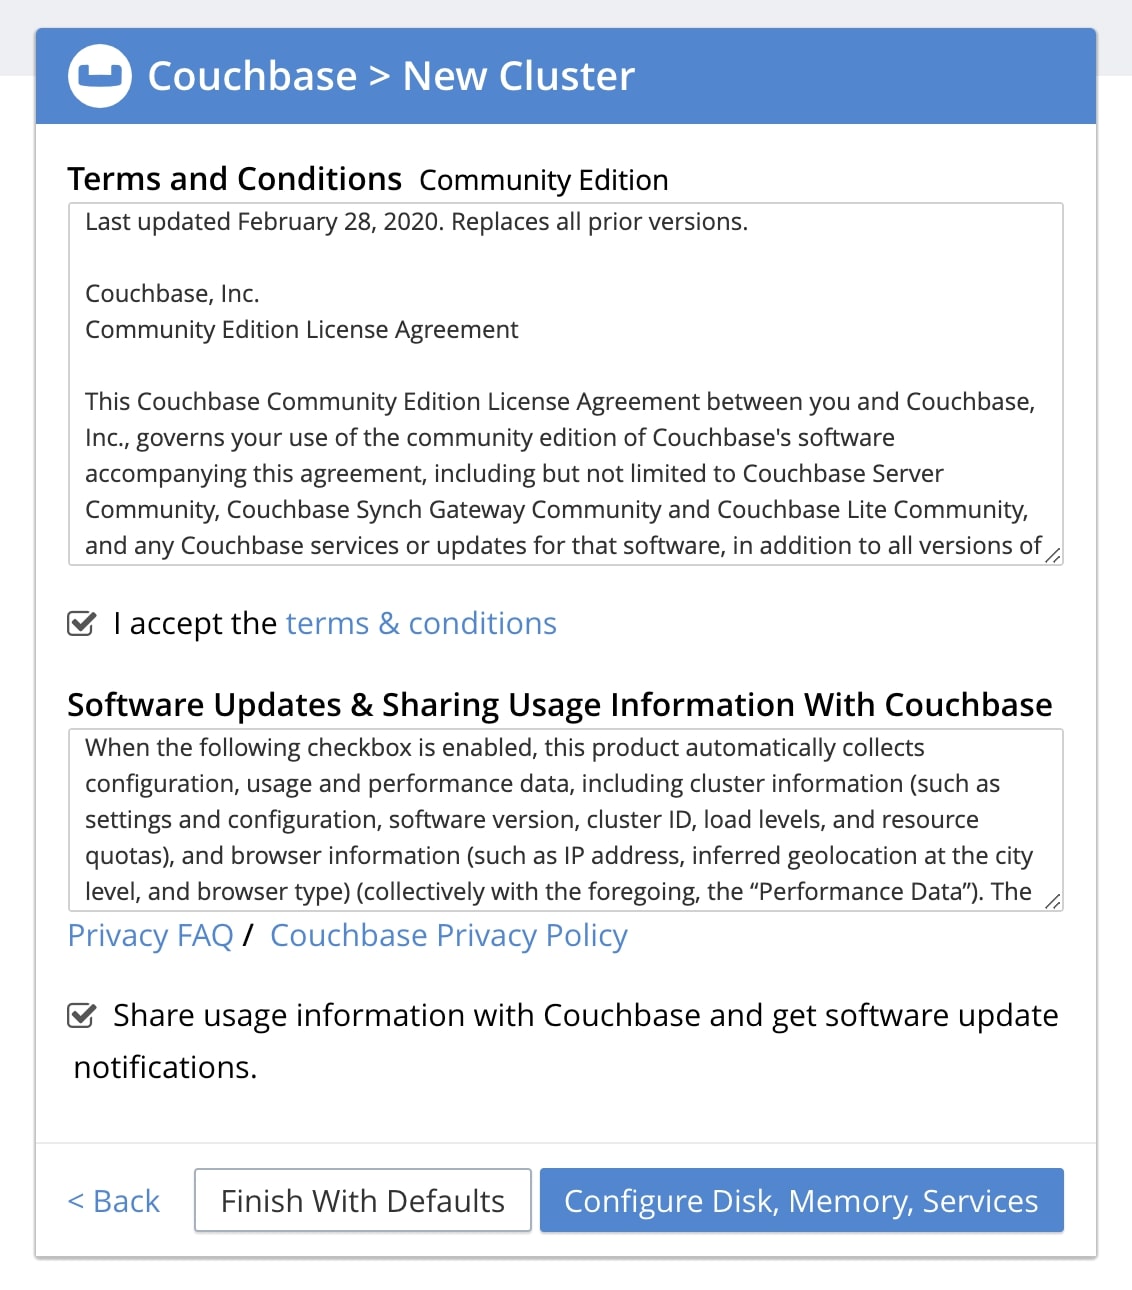 Couchbase > New Cluster
Terms and Conditions Community Edition
Last updated February 28, 2020. Replaces all prior versions.
Couchbase, Inc.
Community Edition License Agreement
This Couchbase Community Edition License Agreement between you and Couchbase,
Inc., governs your use of the community edition of Couchbase's software
accompanying this agreement, including but not limited to Couchbase Server
Community, Couchbase Synch Gateway Community and Couchbase Lite Community,
and any Couchbase services or updates for that software, in addition to all versions of
I accept the terms & conditions
Software Updates & Sharing Usage Information With Couchbase
When the following checkbox is enabled, this product automatically collects
configuration, usage and performance data, including cluster information (such as
settings and configuration, software version, cluster ID, load levels, and resource
quotas), and browser information (such as IP address, inferred geolocation at the city
level, and browser type) (collectively with the foregoing, the “Performance Data”). The
Privacy FAQ / Couchbase Privacy Policy
Share usage information with Couchbase and get software update
notifications.
< Back Finish With Defaults Configure Disk, Memory, Services